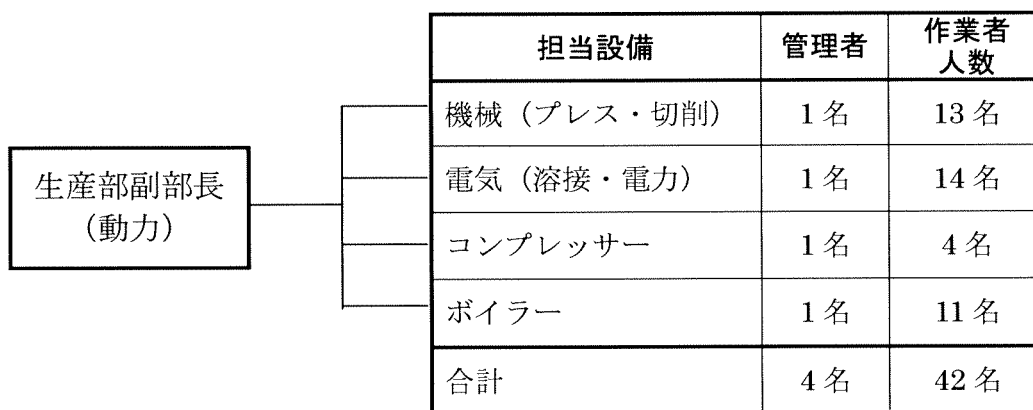 生産部副部長
(動力)
担当設備 管理者 作業者
人数
機械(プレス・切削) 1名 13名
電気(溶接・電力) 1名 14名
コンプレッサー 1名 4名
ボイラー 1名 11名
合計 4名 42名